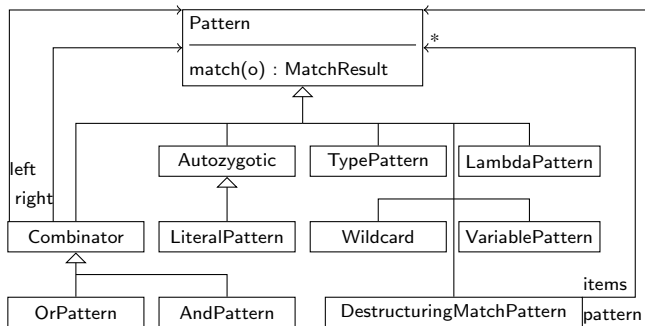 Pattern
*
match(o) : MatchResult
Autozygotic
TypePattern
LambdaPattern
left
right
Combinator
LiteralPattern
Wildcard
VariablePattern
items
OrPattern
AndPattern
DestructuringMatchPattern
pattern